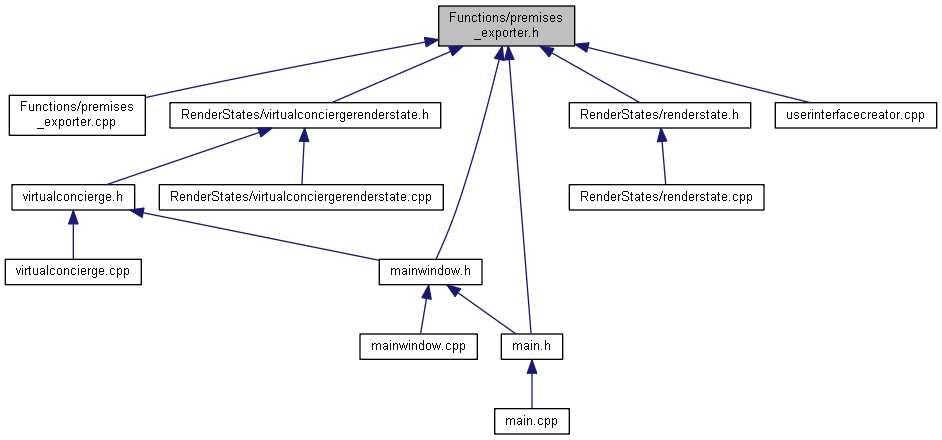 Functions/premises
_exporter.h
Functions/premises
_exporter.cpp
RenderStates/virtualconciergerenderstate.h
RenderStates/renderstate.h
userinterfacecreator.cpp
virtualconcierge.h
RenderStates/virtualconciergerenderstate.cpp
RenderStates/renderstate.cpp
virtualconcierge.cpp
mainwindow.h
mainwindow.cpp
main.h
main.cpp